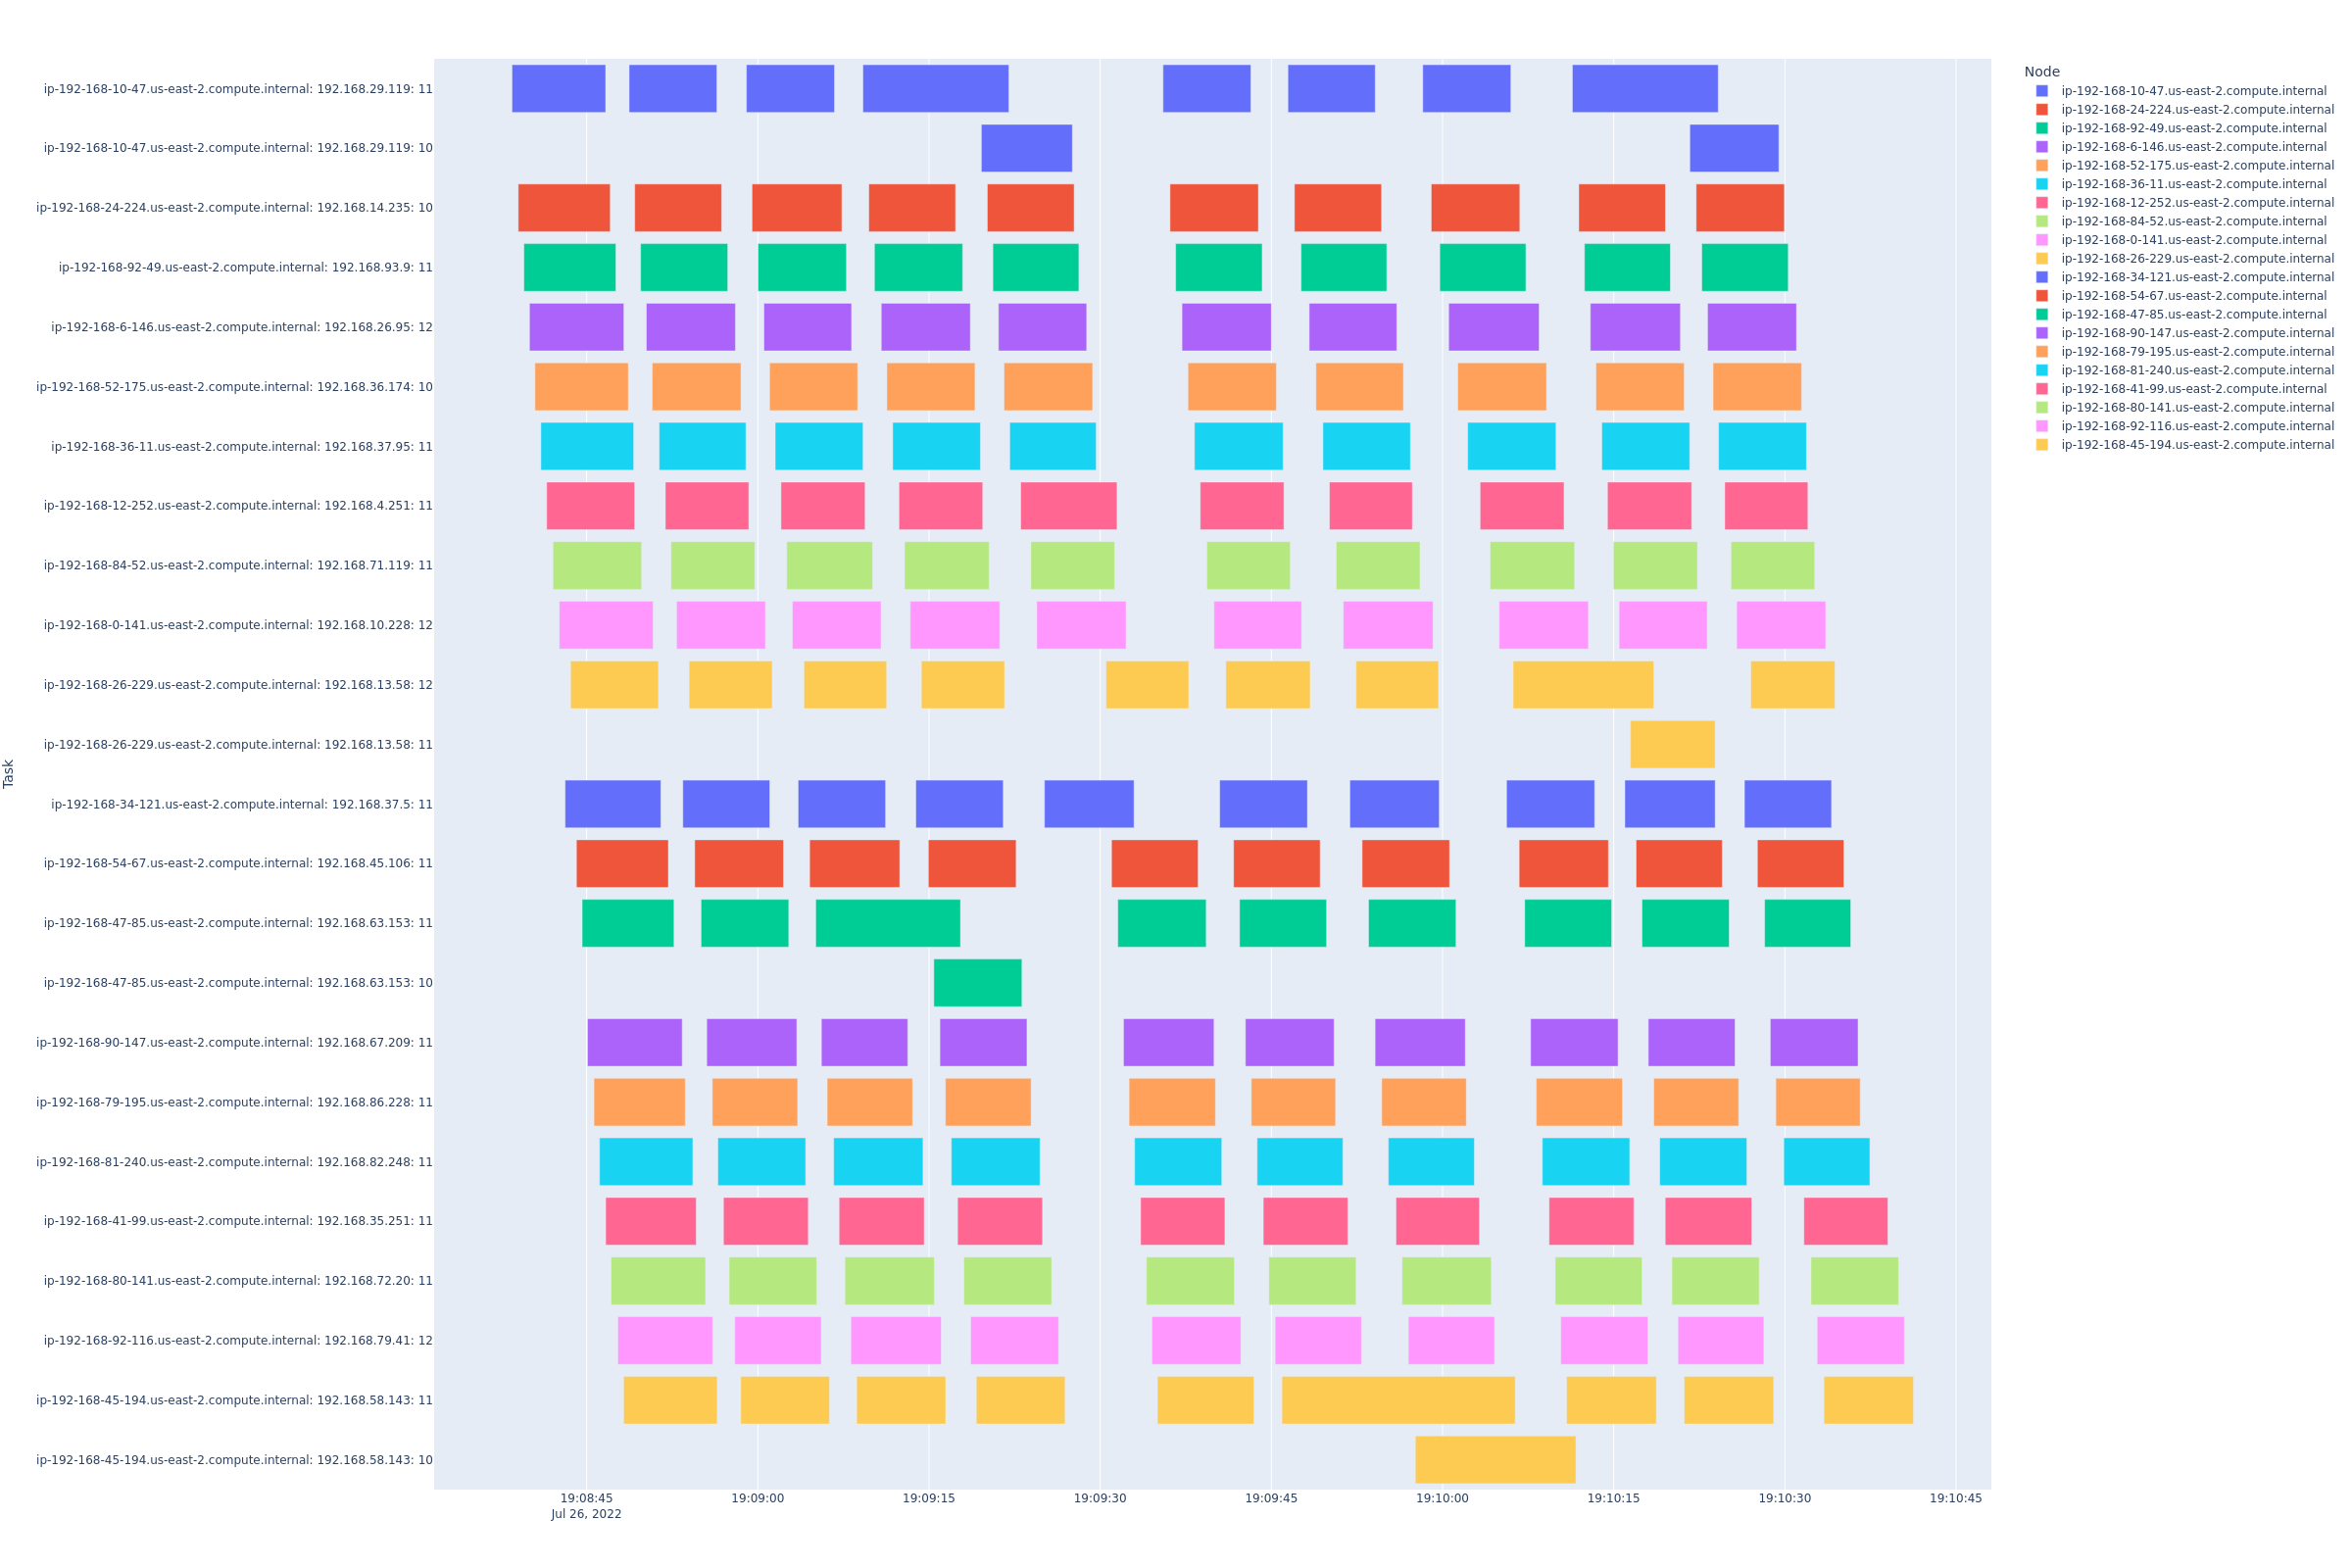 ip-192-168-10-47.us-east-2.compute.internal: 192.168.29.119: 11
ip-192-168-10-47.us-east-2.compute.internal: 192.168.29.119: 10
ip-192-168-24-224.us-east-2.compute.internal: 192.168.14.235: 10
ip-192-168-92-49.us-east-2.compute.internal: 192.168.93.9: 11
ip-192-168-6-146.us-east-2.compute.internal: 192.168.26.95: 12
ip-192-168-52-175.us-east-2.compute.internal: 192.168.36.174: 10
ip-192-168-36-11.us-east-2.compute.internal: 192.168.37.95: 11
ip-192-168-12-252.us-east-2.compute.internal: 192.168.4.251: 11
ip-192-168-84-52.us-east-2.compute.internal: 192.168.71.119: 11
ip-192-168-0-141.us-east-2.compute.internal: 192.168.10.228: 12
ip-192-168-26-229.us-east-2.compute.internal: 192.168.13.58: 12
ip-192-168-26-229.us-east-2.compute.internal: 192.168.13.58: 11
ip-192-168-34-121.us-east-2.compute.internal: 192.168.37.5: 11
ip-192-168-54-67.us-east-2.compute.internal: 192.168.45.106: 11
ip-192-168-47-85.us-east-2.compute.internal: 192.168.63.153: 11
ip-192-168-47-85.us-east-2.compute.internal: 192.168.63.153: 10
ip-192-168-90-147.us-east-2.compute.internal: 192.168.67.209: 11
ip-192-168-79-195.us-east-2.compute.internal: 192.168.86.228: 11
ip-192-168-81-240.us-east-2.compute.internal: 192.168.82.248: 11
ip-192-168-41-99.us-east-2.compute.internal: 192.168.35.251: 11
ip-192-168-80-141.us-east-2.compute.internal: 192.168.72.20: 11
ip-192-168-92-116.us-east-2.compute.internal: 192.168.79.41: 12
ip-192-168-45-194.us-east-2.compute.internal: 192.168.58.143: 11
ip-192-168-45-194.us-east-2.compute.internal: 192.168.58.143: 10
Task
19:08:45 19:09:00 19:09:15 19:09:30 19:09:45 19:10:00 19:10:15 19:10:30 19:10:45
Jul 26, 2022
Node
ip-192-168-10-47.us-east-2.compute.internal
ip-192-168-24-224.us-east-2.compute.internal
ip-192-168-92-49.us-east-2.compute.internal
ip-192-168-6-146.us-east-2.compute.internal
ip-192-168-52-175.us-east-2.compute.internal
ip-192-168-36-11.us-east-2.compute.internal
ip-192-168-12-252.us-east-2.compute.internal
ip-192-168-84-52.us-east-2.compute.internal
ip-192-168-0-141.us-east-2.compute.internal
ip-192-168-26-229.us-east-2.compute.internal
ip-192-168-34-121.us-east-2.compute.internal
ip-192-168-54-67.us-east-2.compute.internal
ip-192-168-47-85.us-east-2.compute.internal
ip-192-168-90-147.us-east-2.compute.internal
ip-192-168-79-195.us-east-2.compute.internal
ip-192-168-81-240.us-east-2.compute.internal
ip-192-168-41-99.us-east-2.compute.internal
ip-192-168-80-141.us-east-2.compute.internal
ip-192-168-92-116.us-east-2.compute.internal
ip-192-168-45-194.us-east-2.compute.internal